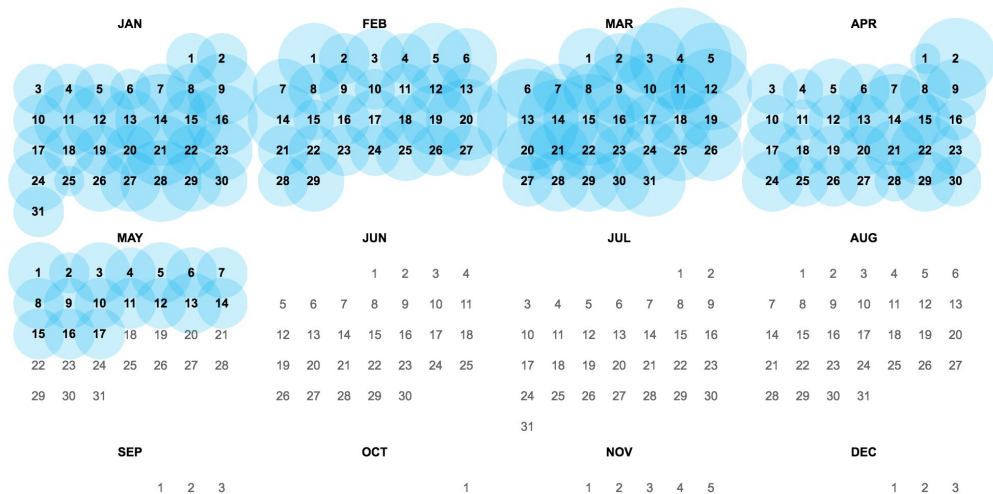 JAN FEB MAR APR
1 2 1 2 3 4 5 6 1 2 3 4 5 1 2
3 4 5 6 7 8 9 7 8 9 10 11 12 13 6 7 8 9 10 11 12 3 4 5 6 7 8 9
10 11 12 13 14 15 16 14 15 16 17 18 19 20 13 14 15 16 17 18 19 10 11 12 13 14 15 16
17 18 19 20 21 22 23 21 22 23 24 25 26 27 20 21 22 23 24 25 26 17 18 19 20 21 22 23
24 25 26 27 28 29 30 28 29 27 28 29 30 31 24 25 26 27 28 29 30
31
MAY JUN JUL AUG
1 2 3 4 5 6 7 1 2 3 4 1 2 1 2 3 4 5 6
8 9 10 11 12 13 14 5 6 7 8 9 10 11 3 4 5 6 7 8 9 7 8 9 10 11 12 13
15 16 17 18 19 20 21 12 13 14 15 16 17 18 10 11 12 13 14 15 16 14 15 16 17 18 19 20
22 23 24 25 26 27 28 19 20 21 22 23 24 25 17 18 19 20 21 22 23 21 22 23 24 25 26 27
29 30 31 26 27 28 29 30 24 25 26 27 28 29 30 28 29 30 31
31
SEP OCT NOV DEC
1 2 3 1 1 2 3 4 5 1 2 3